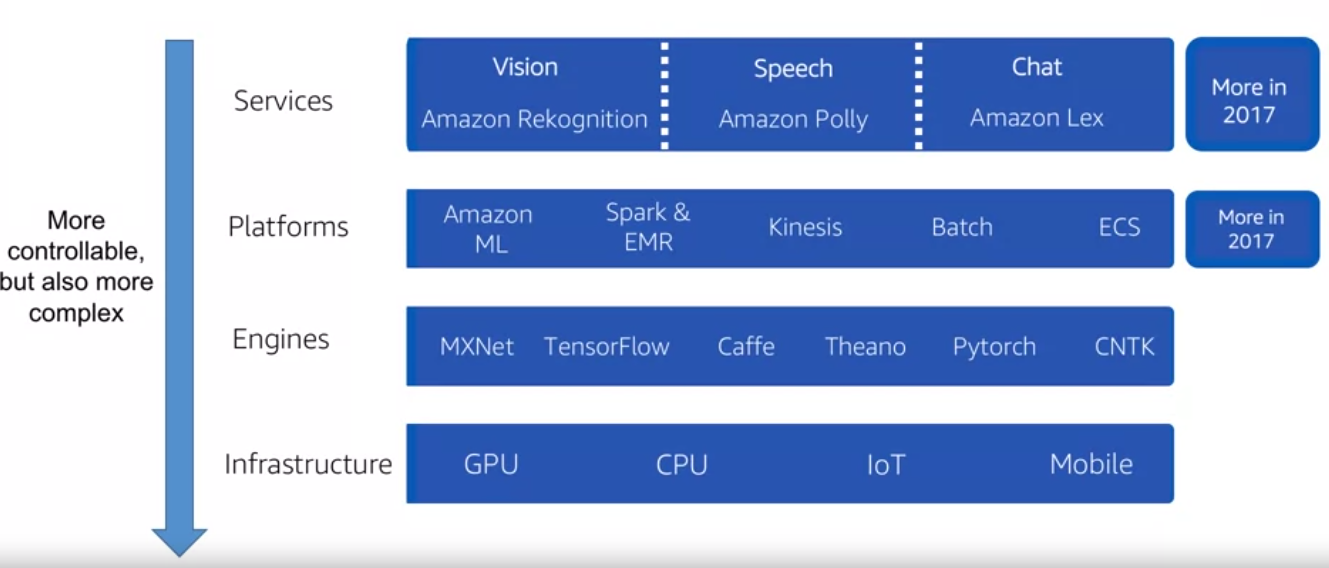 Services
Vision
Amazon Rekognition
Speech
Amazon Polly
Chat
Amazon Lex
More in
2017
More
controllable,
but also more
complex
Platforms
Amazon
ML
Spark &
EMR
Kinesis
Batch
ECS
More in
2017
Engines
MXNet
TensorFlow
Caffe
Theano
Pytorch
CNTK
Infrastructure
GPU
CPU
IoT
Mobile